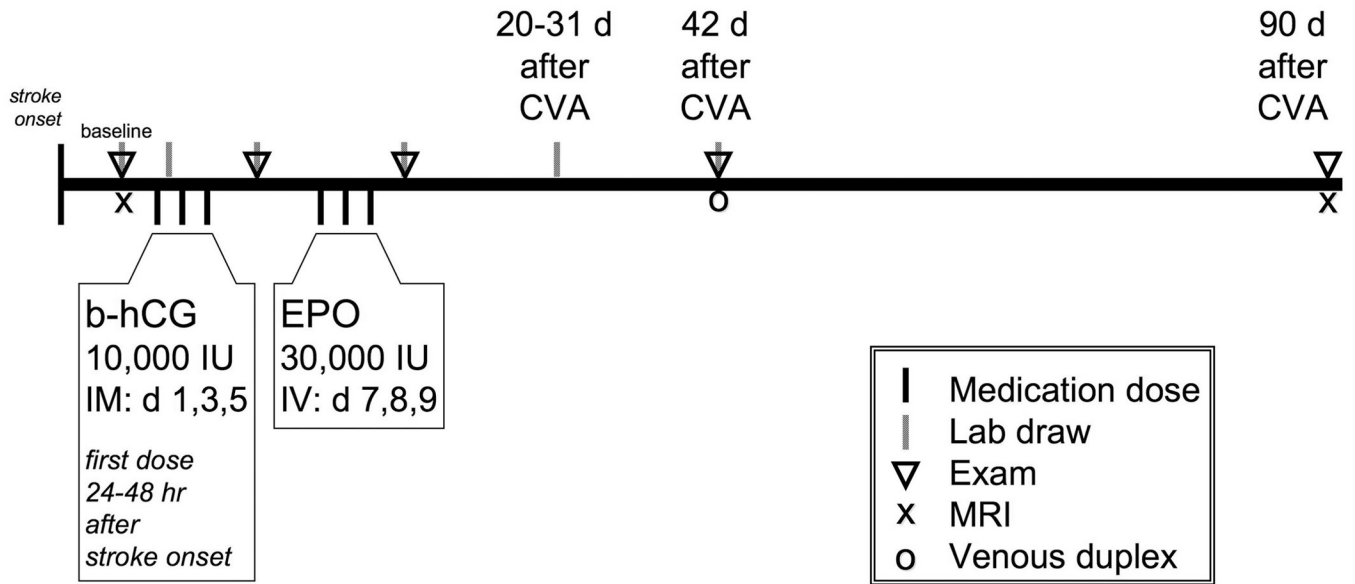 stroke
onset
baseline
20-31 d
after
CVA
42 d
after
CVA
90 d
after
CVA
x
o
x
b-hCG
10,000 IU
IM: d 1,3,5
first dose
24-48 hr
after
stroke onset
EPO
30,000 IU
IV: d 7,8,9
Medication dose
Lab draw
Exam
x MRI
o Venous duplex